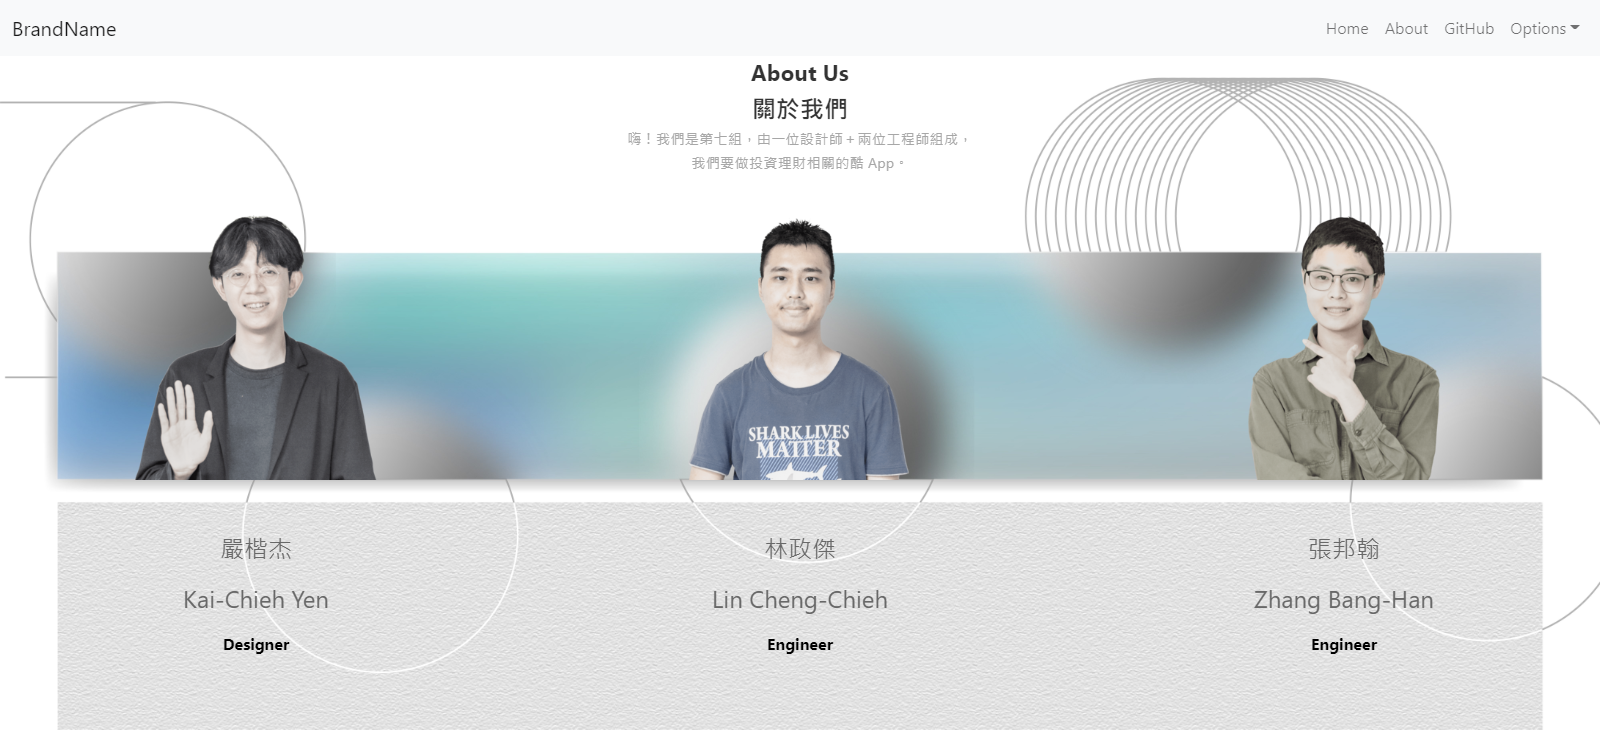 BrandName
Home About GitHub Options
About Us
關於我們
嗨！我們是第七組，由一位設計師＋兩位工程師組成，
我們要做投資理財相關的酷 App。
SHARK LIVES
MATTER
嚴楷杰
林政傑
張邦翰
Kai-Chieh Yen
Lin Cheng-Chieh
Zhang Bang-Han
Designer
Engineer
Engineer